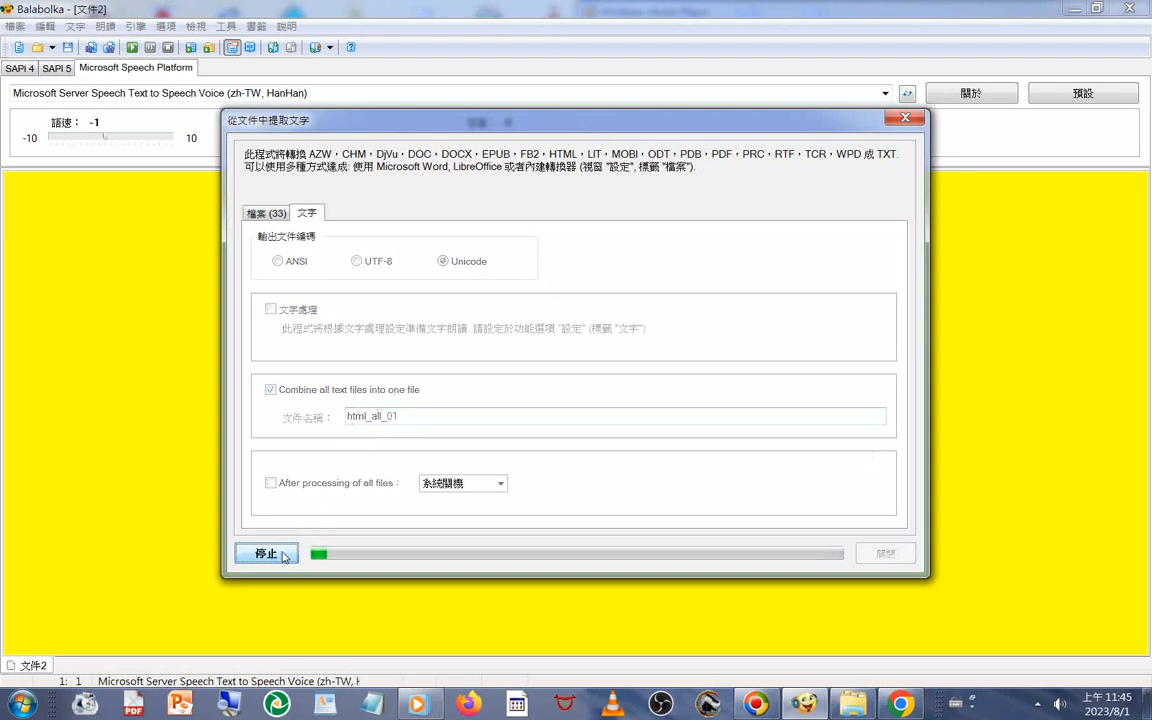 Balabolka - [文件2]
檔案 編輯 文字 朗讀 引擎 選項 檢視 工具 書籤 說明
SAPI 4 SAPI 5 Microsoft Speech Platform
Microsoft Server Speech Text to Speech Voice (zh-TW, HanHan)
關於
預設
語速： -1
-10
10
從文件中提取文字
此程式將轉換 AZW，CHM，DjVu，DOC，DOCX，EPUB，FB2，HTML，LIT，MOBI，ODT，PDB，PDF，PRC，RTF，TCR，WPD 成 TXT.
可以使用多種方式達成: 使用 Microsoft Word, LibreOffice 或者內建轉換器 (視窗 "設定", 標籤 "檔案").
檔案 (33) 文字
輸出文件編碼
ANSI UTF-8 Unicode
文字處理
此程式將根據文字處理設定準備文字朗讀. 請設定於功能選項 "設定" (標籤 "文字")
Combine all text files into one file
文件名稱： html_all_01
After processing of all files： 系統關機
停止
關閉
文件2
1: 1 Microsoft Server Speech Text to Speech Voice (zh-TW, H
PDF
上午 11:45
2023/8/1